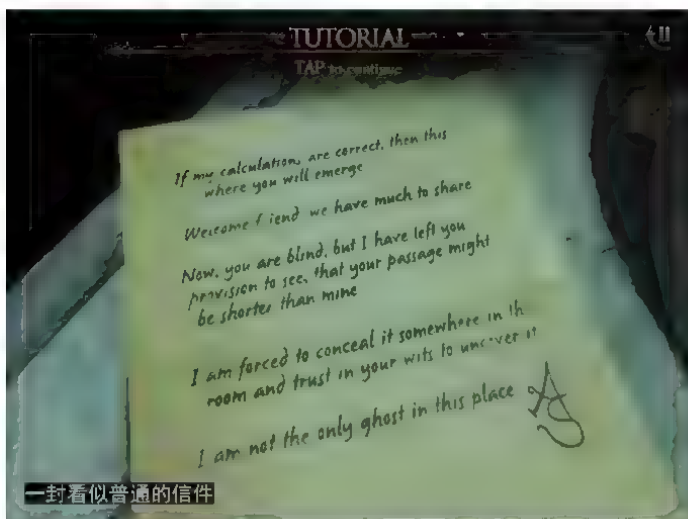 TUTORIAL
TAP to continue
If my calculation, are correct, then this
where you will emerge
Welcome f iend we have much to share
Now, you are blind, but I have left you
provision to see, that your passage might
be shorter than mine
I am forced to conceal it somewhere in th
room and trust in your wits to uncover it
I am not the only ghost in this place
一封看似普通的信件